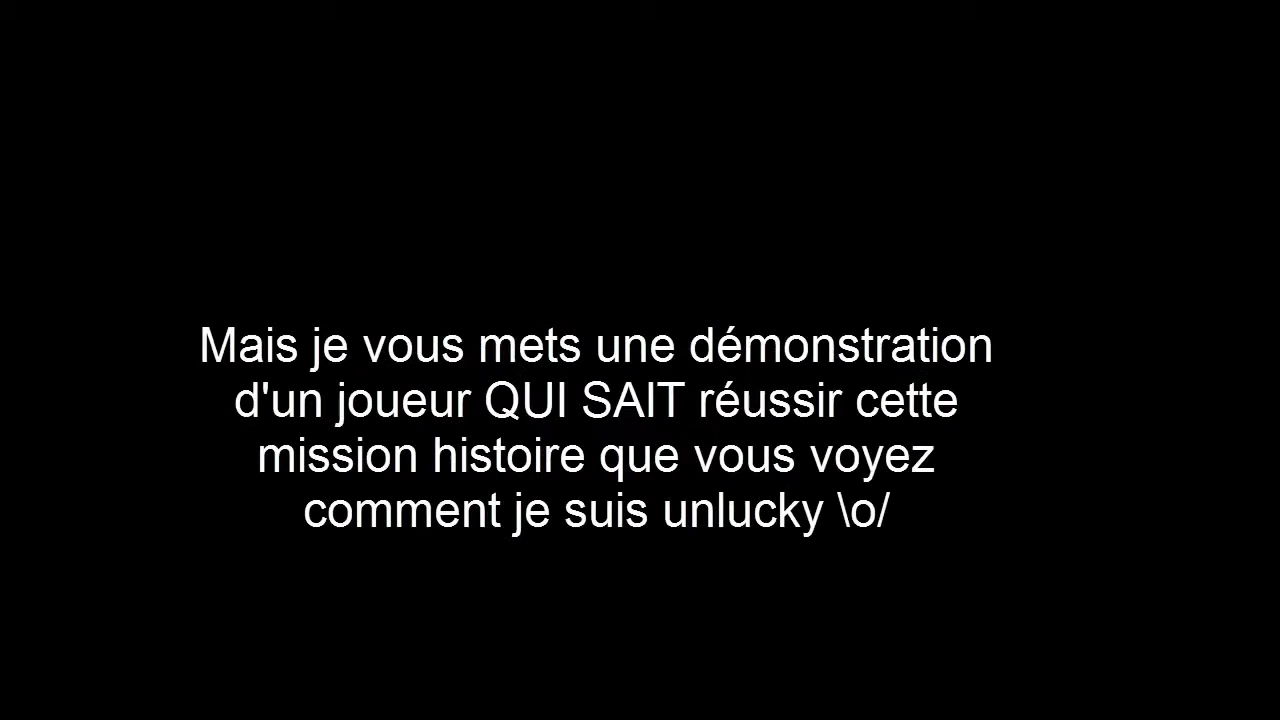 Mais je vous mets une démonstration
d'un joueur QUI SAIT réussir cette
mission histoire que vous voyez
comment je suis unlucky \o/